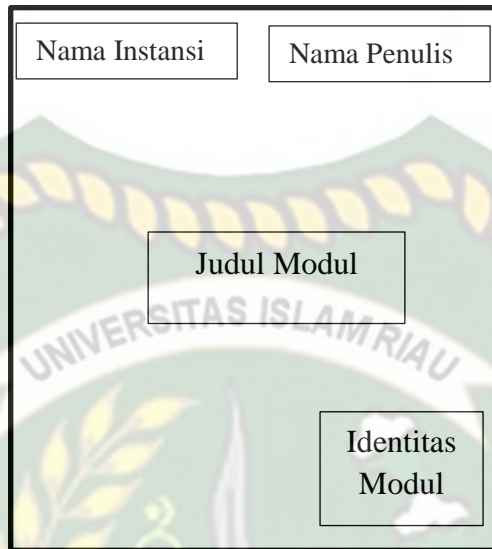 Nama Instansi
Nama Penulis
Judul Modul
UNIVERSITAS ISLAM RIAU
Identitas
Modul